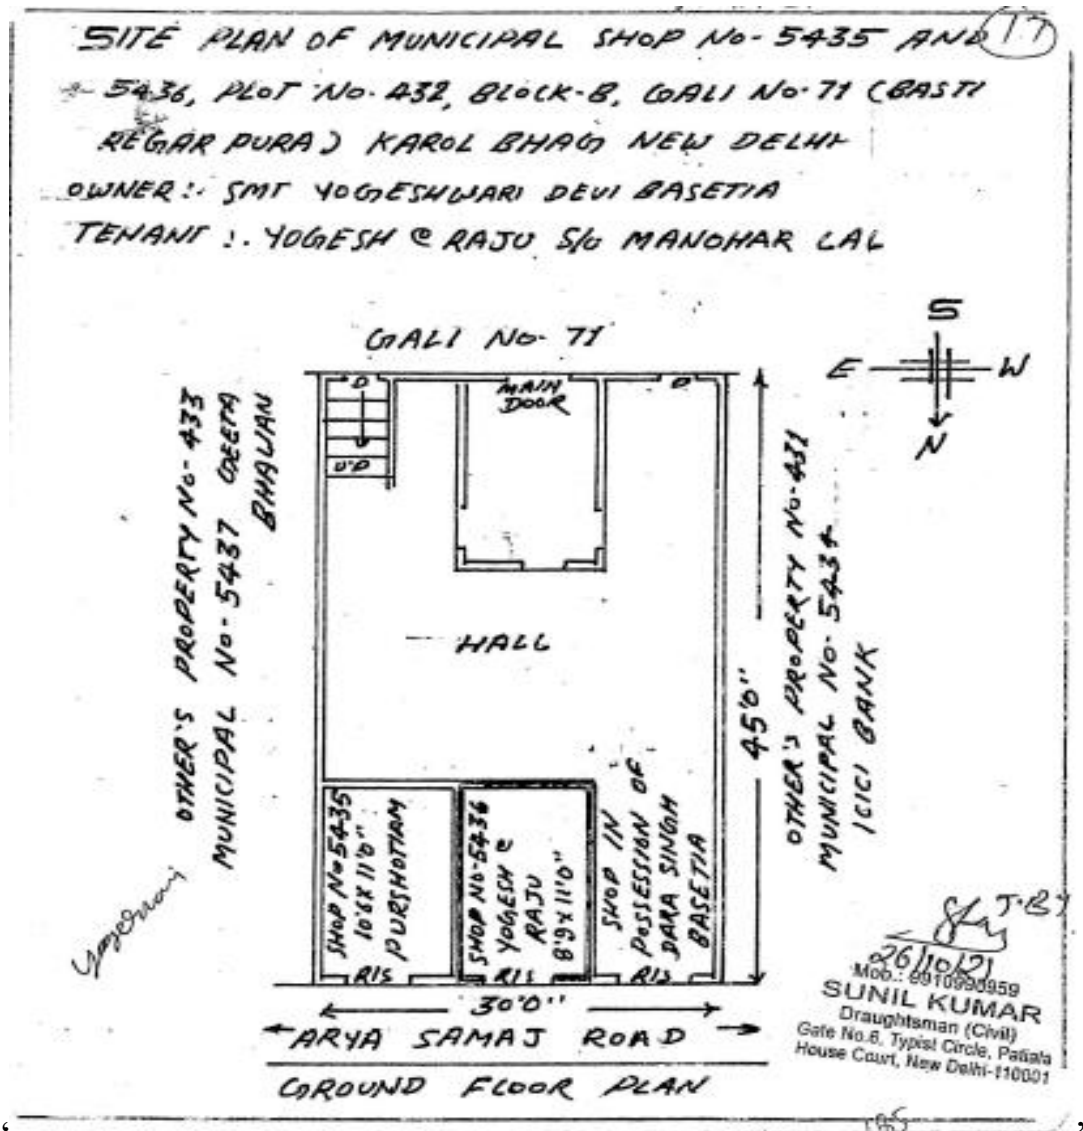 17
SITE PLAN OF MUNICIPAL SHOP No- 5435 AND
5436, PLOT No. 432, BLOCK-B, GALI No-71 (BASTI
REGAR PURA) KAROL BHAG NEW DELHI
OWNER:- SMT YOGESHWARI DEVI BASETIA
TENANT :. YOGESH @ RAJU S/o MANOHAR LAL
GALI No- 71
S
E W
N
D
MAIN
DOOR
D
UP
OTHER'S PROPERTY No- 433
MUNICIPAL No- 5437 GEETA
BHAWAN
HALL
45'0"
OTHER'S PROPERTY No-431
MUNICIPAL No- 5434
ICICI BANK
SHOP No 5435
10'6X11'0"
PURSHOTIAM
SHOP NO-5436
YOGESH @
RAJU
8'9X11'0"
SHOP IN
POSSESSION OF
DARA SINGH
BASETIA
R/S
R/S
R/S
30'0"
ARYA SAMAJ ROAD
GROUND FLOOR PLAN
26/10/21
Mob.: 9910990959
SUNIL KUMAR
Draughtsman (Civil)
Gate No.6, Typist Circle, Patiala
House Court, New Delhi-110001